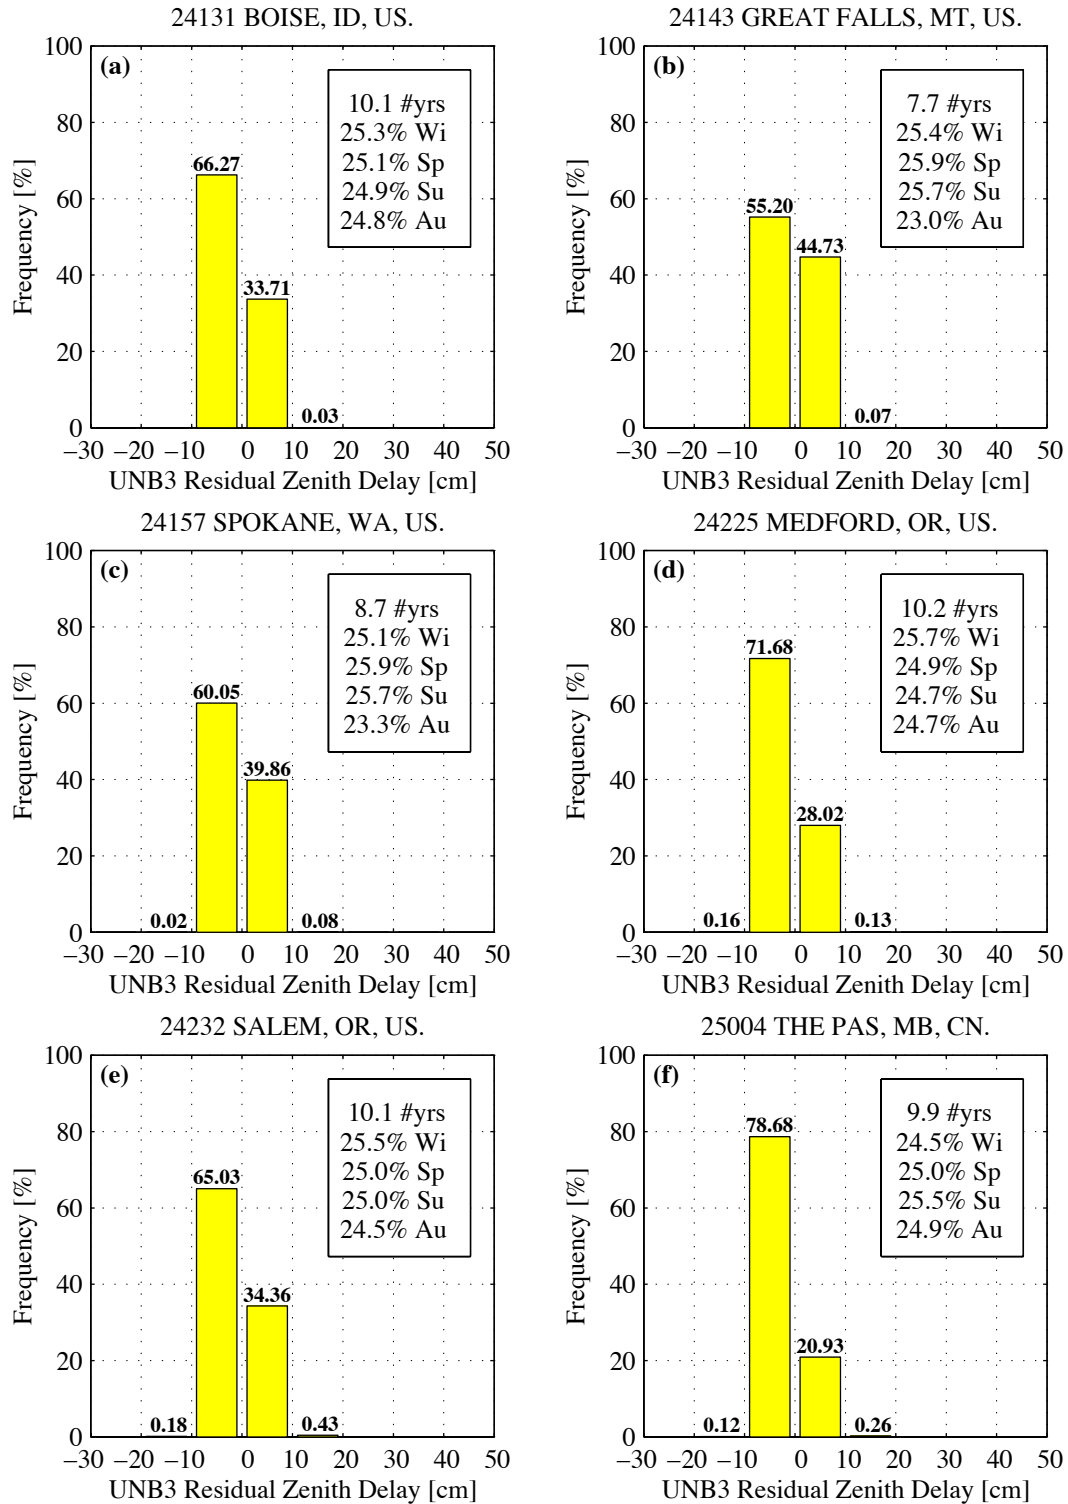 24131 BOISE, ID, US.
(a)
10.1 #yrs
25.3% Wi
25.1% Sp
24.9% Su
24.8% Au
66.27
33.71
0.03
100
80
60
40
20
0
Frequency [%]
−30 −20 −10 0 10 20 30 40 50
UNB3 Residual Zenith Delay [cm]
24143 GREAT FALLS, MT, US.
(b)
7.7 #yrs
25.4% Wi
25.9% Sp
25.7% Su
23.0% Au
55.20
44.73
0.07
100
80
60
40
20
0
Frequency [%]
−30 −20 −10 0 10 20 30 40 50
UNB3 Residual Zenith Delay [cm]
24157 SPOKANE, WA, US.
(c)
8.7 #yrs
25.1% Wi
25.9% Sp
25.7% Su
23.3% Au
0.02
60.05
39.86
0.08
100
80
60
40
20
0
Frequency [%]
−30 −20 −10 0 10 20 30 40 50
UNB3 Residual Zenith Delay [cm]
24225 MEDFORD, OR, US.
(d)
10.2 #yrs
25.7% Wi
24.9% Sp
24.7% Su
24.7% Au
0.16
71.68
28.02
0.13
100
80
60
40
20
0
Frequency [%]
−30 −20 −10 0 10 20 30 40 50
UNB3 Residual Zenith Delay [cm]
24232 SALEM, OR, US.
(e)
10.1 #yrs
25.5% Wi
25.0% Sp
25.0% Su
24.5% Au
0.18
65.03
34.36
0.43
100
80
60
40
20
0
Frequency [%]
−30 −20 −10 0 10 20 30 40 50
UNB3 Residual Zenith Delay [cm]
25004 THE PAS, MB, CN.
(f)
9.9 #yrs
24.5% Wi
25.0% Sp
25.5% Su
24.9% Au
0.12
78.68
20.93
0.26
100
80
60
40
20
0
Frequency [%]
−30 −20 −10 0 10 20 30 40 50
UNB3 Residual Zenith Delay [cm]